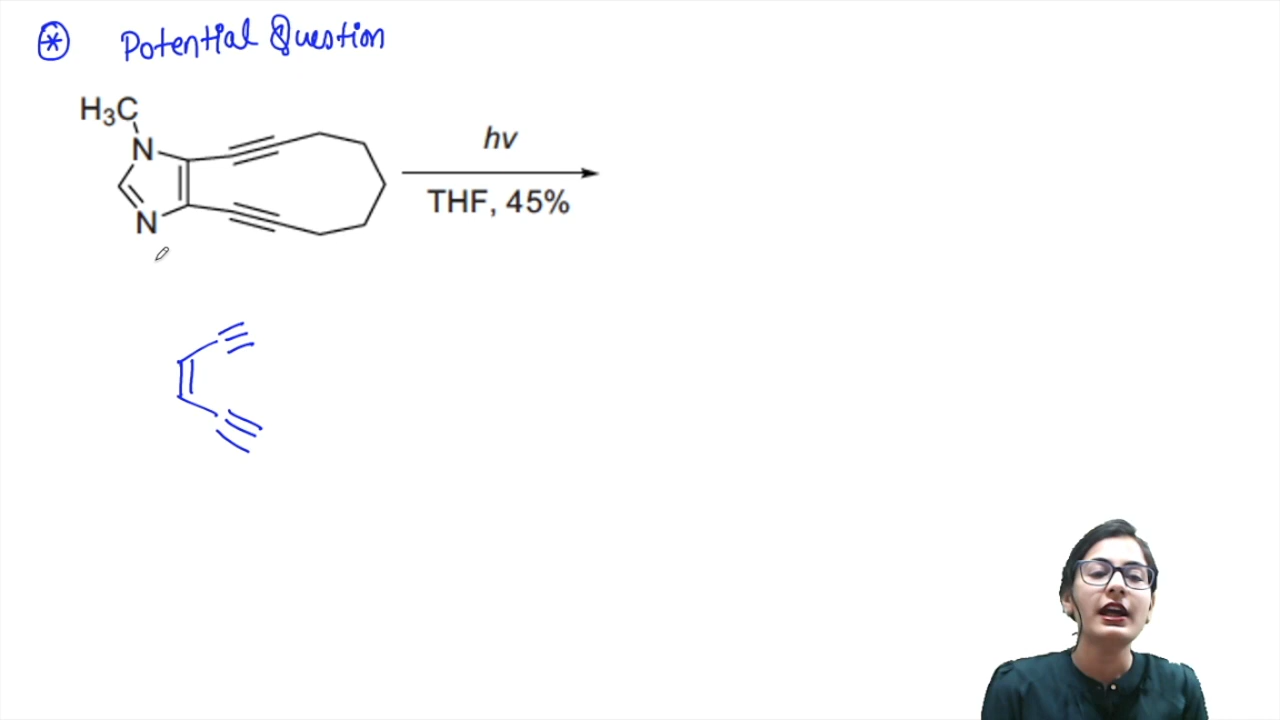 * Potential Question
H₃C
N
N
hν
THF, 45%